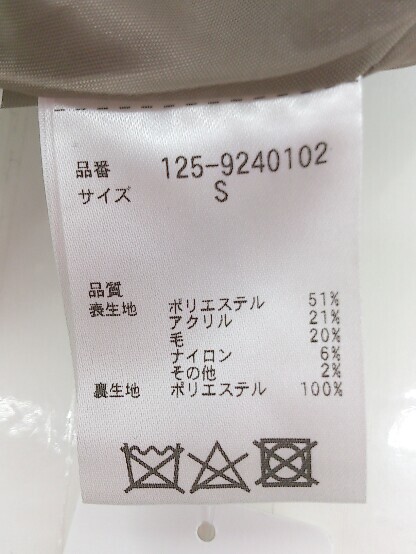 品番 125-9240102
サイズ S
品質
表生地 ポリエステル 51%
アクリル 21%
毛 20%
ナイロン 6%
その他 2%
裏生地 ポリエステル 100%